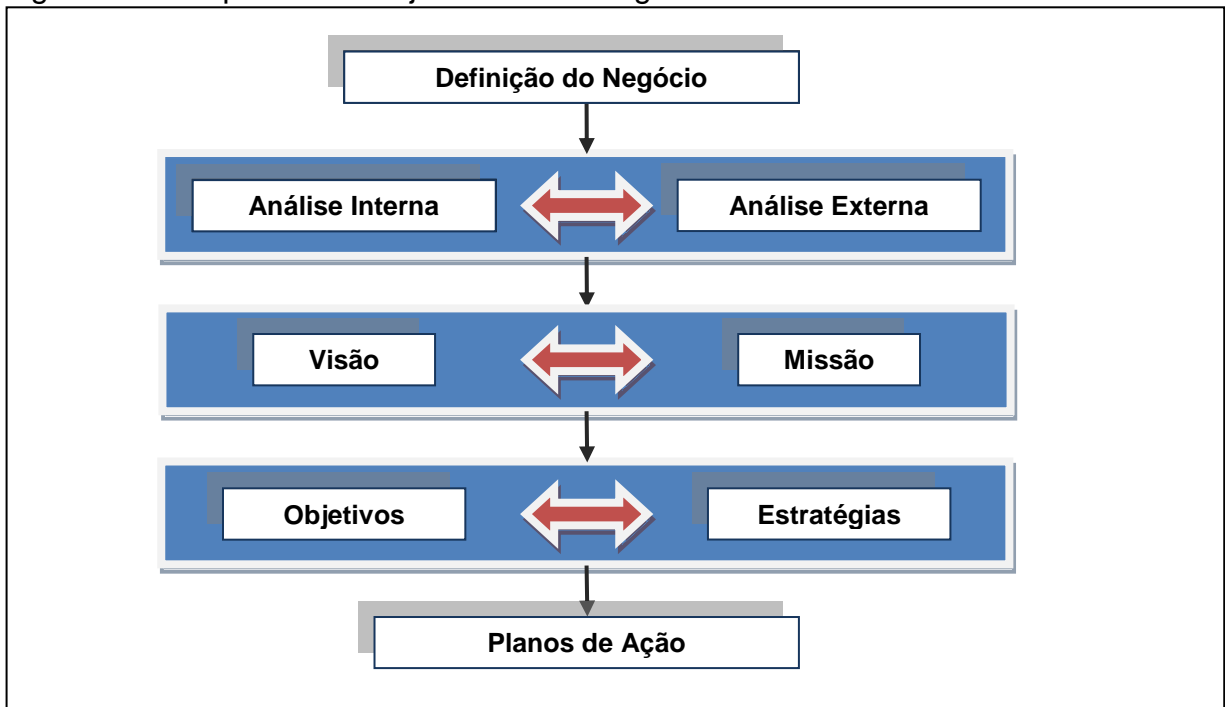 Definição do Negócio
Análise Interna
Análise Externa
Visão
Missão
Objetivos
Estratégias
Planos de Ação